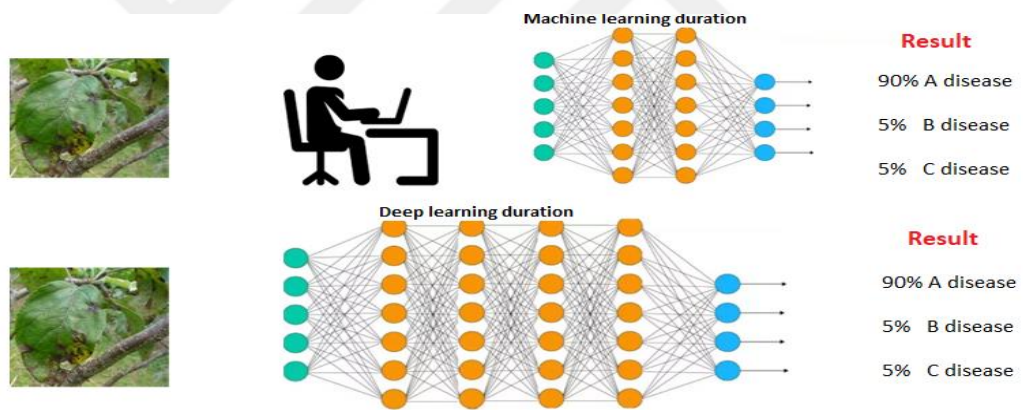 Machine learning duration
Result
90% A disease
5% B disease
5% C disease
Deep learning duration
Result
90% A disease
5% B disease
5% C disease